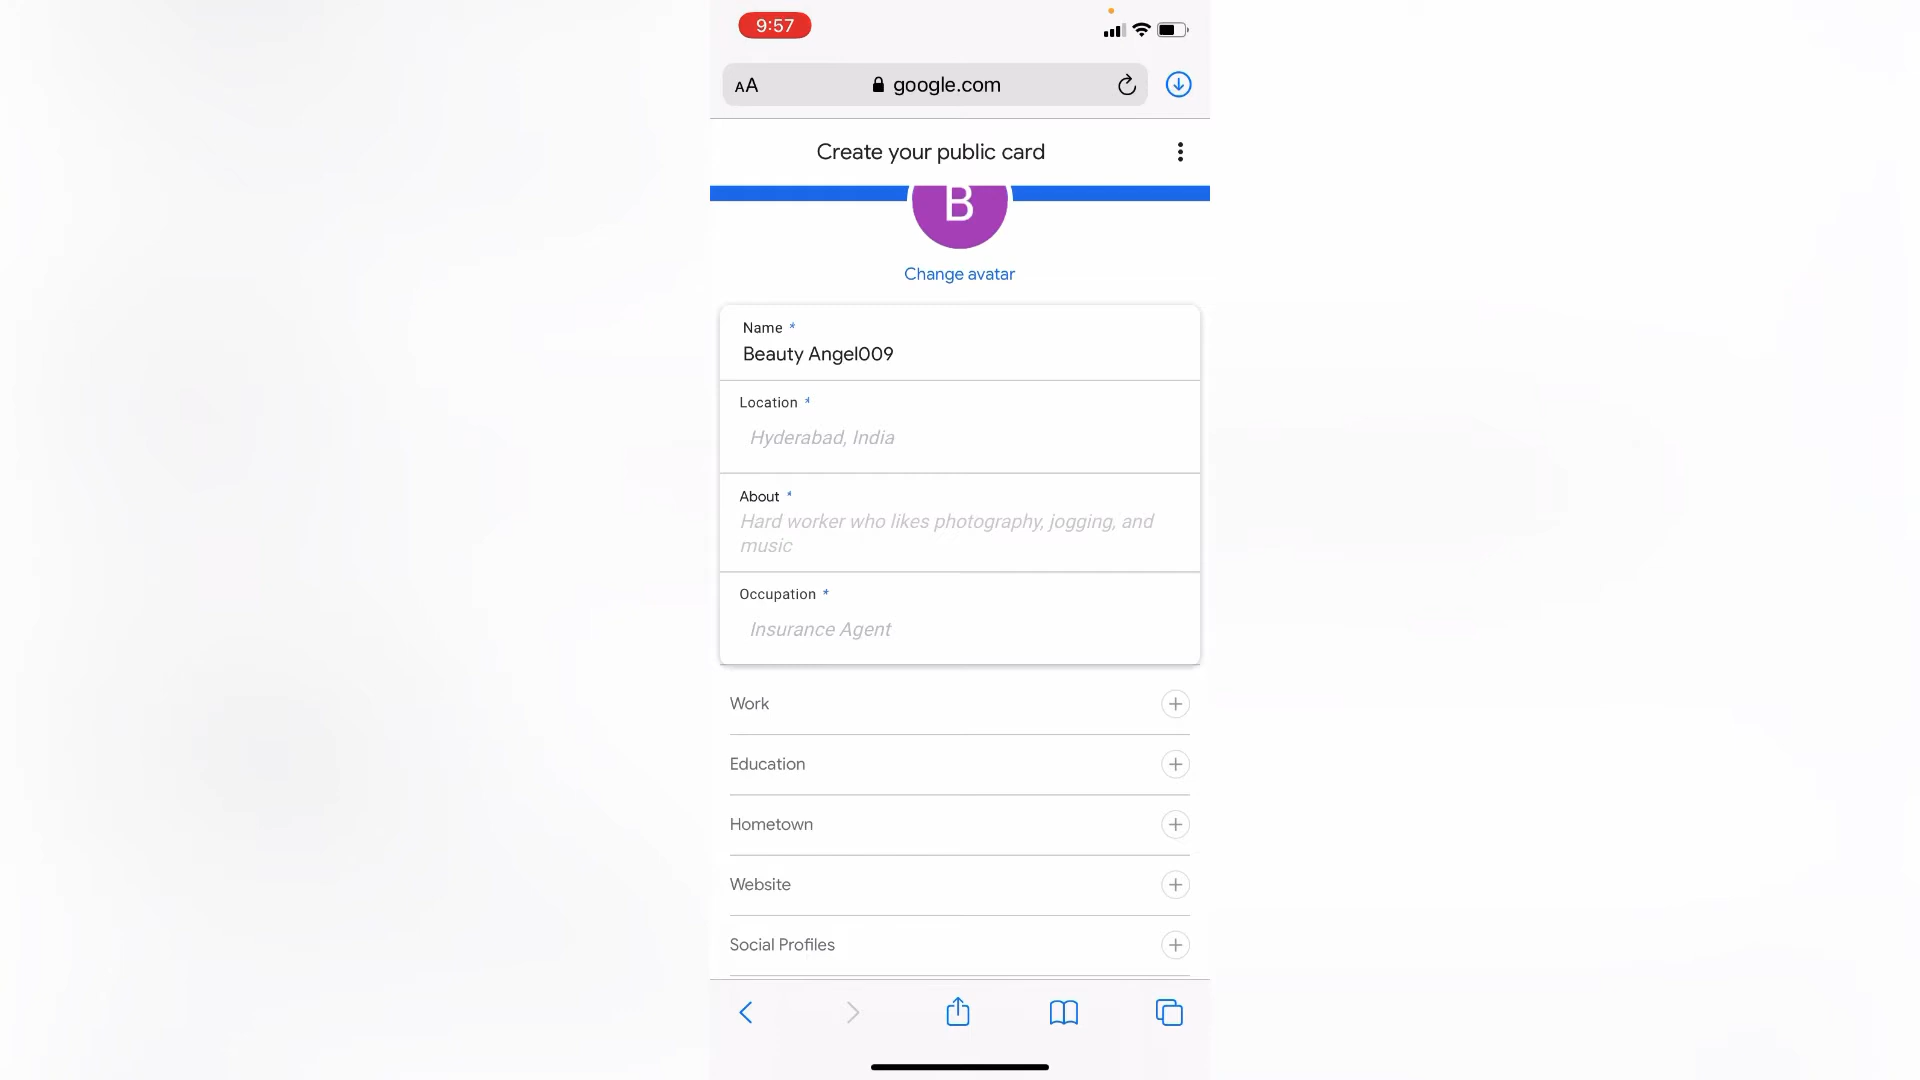 9:57
AA
google.com
Create your public card
B
Change avatar
Name *
Beauty Angel009
Location *
Hyderabad, India
About *
Hard worker who likes photography, jogging, and
music
Occupation *
Insurance Agent
Work
Education
Hometown
Website
Social Profiles